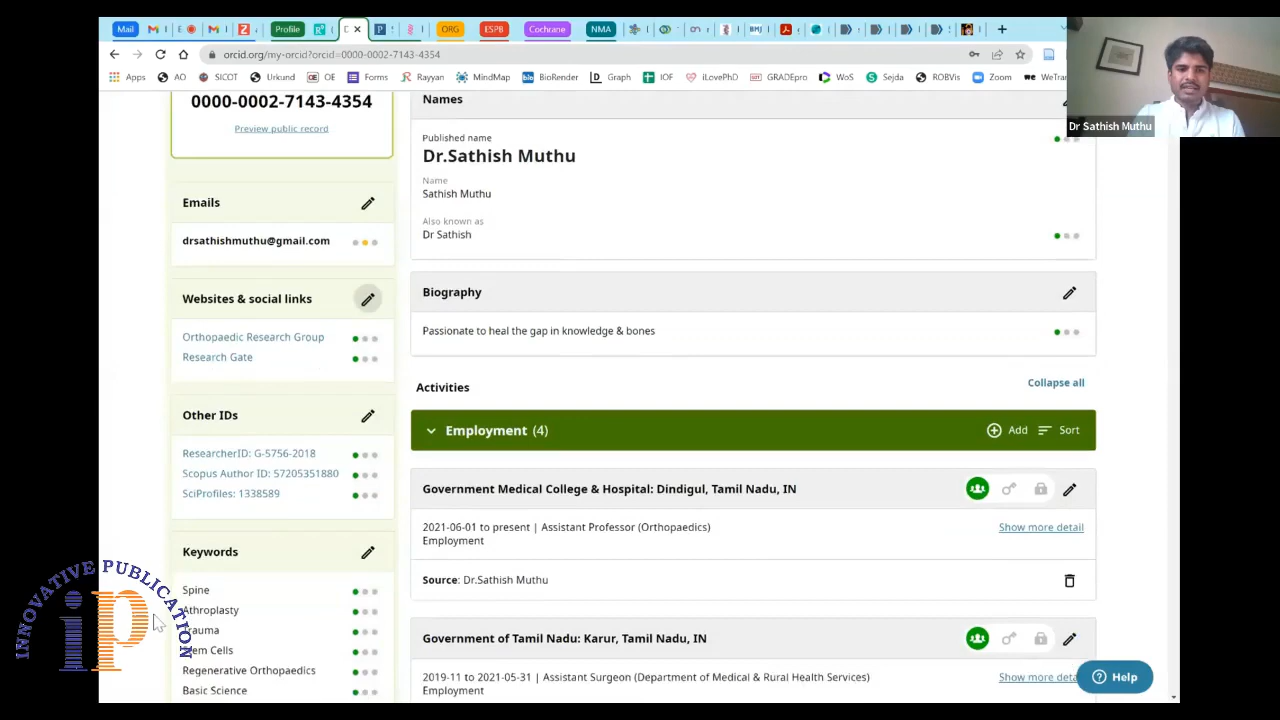 Mail
Profile
ORG
ESPB
Cochrane
NMA
BMJ
orcid.org/my-orcid?orcid=0000-0002-7143-4354
Apps
AO
SICOT
Urkund
OE
Forms
Rayyan
MindMap
BioRender
Graph
IOF
iLovePhD
GRADEpro
WoS
Sejda
ROBVis
Zoom
WeTra
Dr Sathish Muthu
0000-0002-7143-4354
Preview public record
Emails
drsathishmuthu@gmail.com
Websites & social links
Orthopaedic Research Group
Research Gate
Other IDs
ResearcherID: G-5756-2018
Scopus Author ID: 57205351880
SciProfiles: 1338589
Keywords
Spine
Athroplasty
Trauma
Stem Cells
Regenerative Orthopaedics
Basic Science
Names
Published name
Dr.Sathish Muthu
Name
Sathish Muthu
Also known as
Dr Sathish
Biography
Passionate to heal the gap in knowledge & bones
Activities
Collapse all
Employment (4)
Add
Sort
Government Medical College & Hospital: Dindigul, Tamil Nadu, IN
2021-06-01 to present | Assistant Professor (Orthopaedics)
Show more detail
Employment
Source: Dr.Sathish Muthu
Government of Tamil Nadu: Karur, Tamil Nadu, IN
2019-11 to 2021-05-31 | Assistant Surgeon (Department of Medical & Rural Health Services)
Show more deta
Employment
Help
INNOVATIVE PUBLICATION
ip